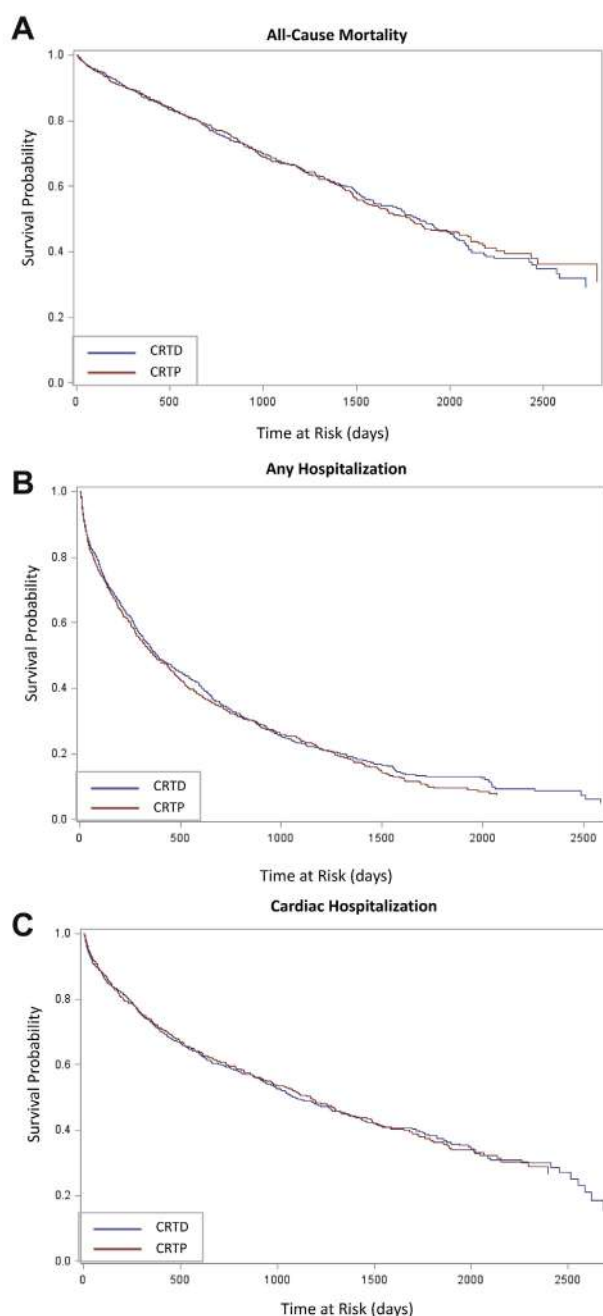 A
All-Cause Mortality
Survival Probability
1.0
0.8
0.6
0.4
0.2
0.0
CRTD
CRTP
0 500 1000 1500 2000 2500
Time at Risk (days)
B
Any Hospitalization
Survival Probability
1.0
0.8
0.6
0.4
0.2
0.0
CRTD
CRTP
0 500 1000 1500 2000 2500
Time at Risk (days)
C
Cardiac Hospitalization
Survival Probability
1.0
0.8
0.6
0.4
0.2
0.0
CRTD
CRTP
0 500 1000 1500 2000 2500
Time at Risk (days)